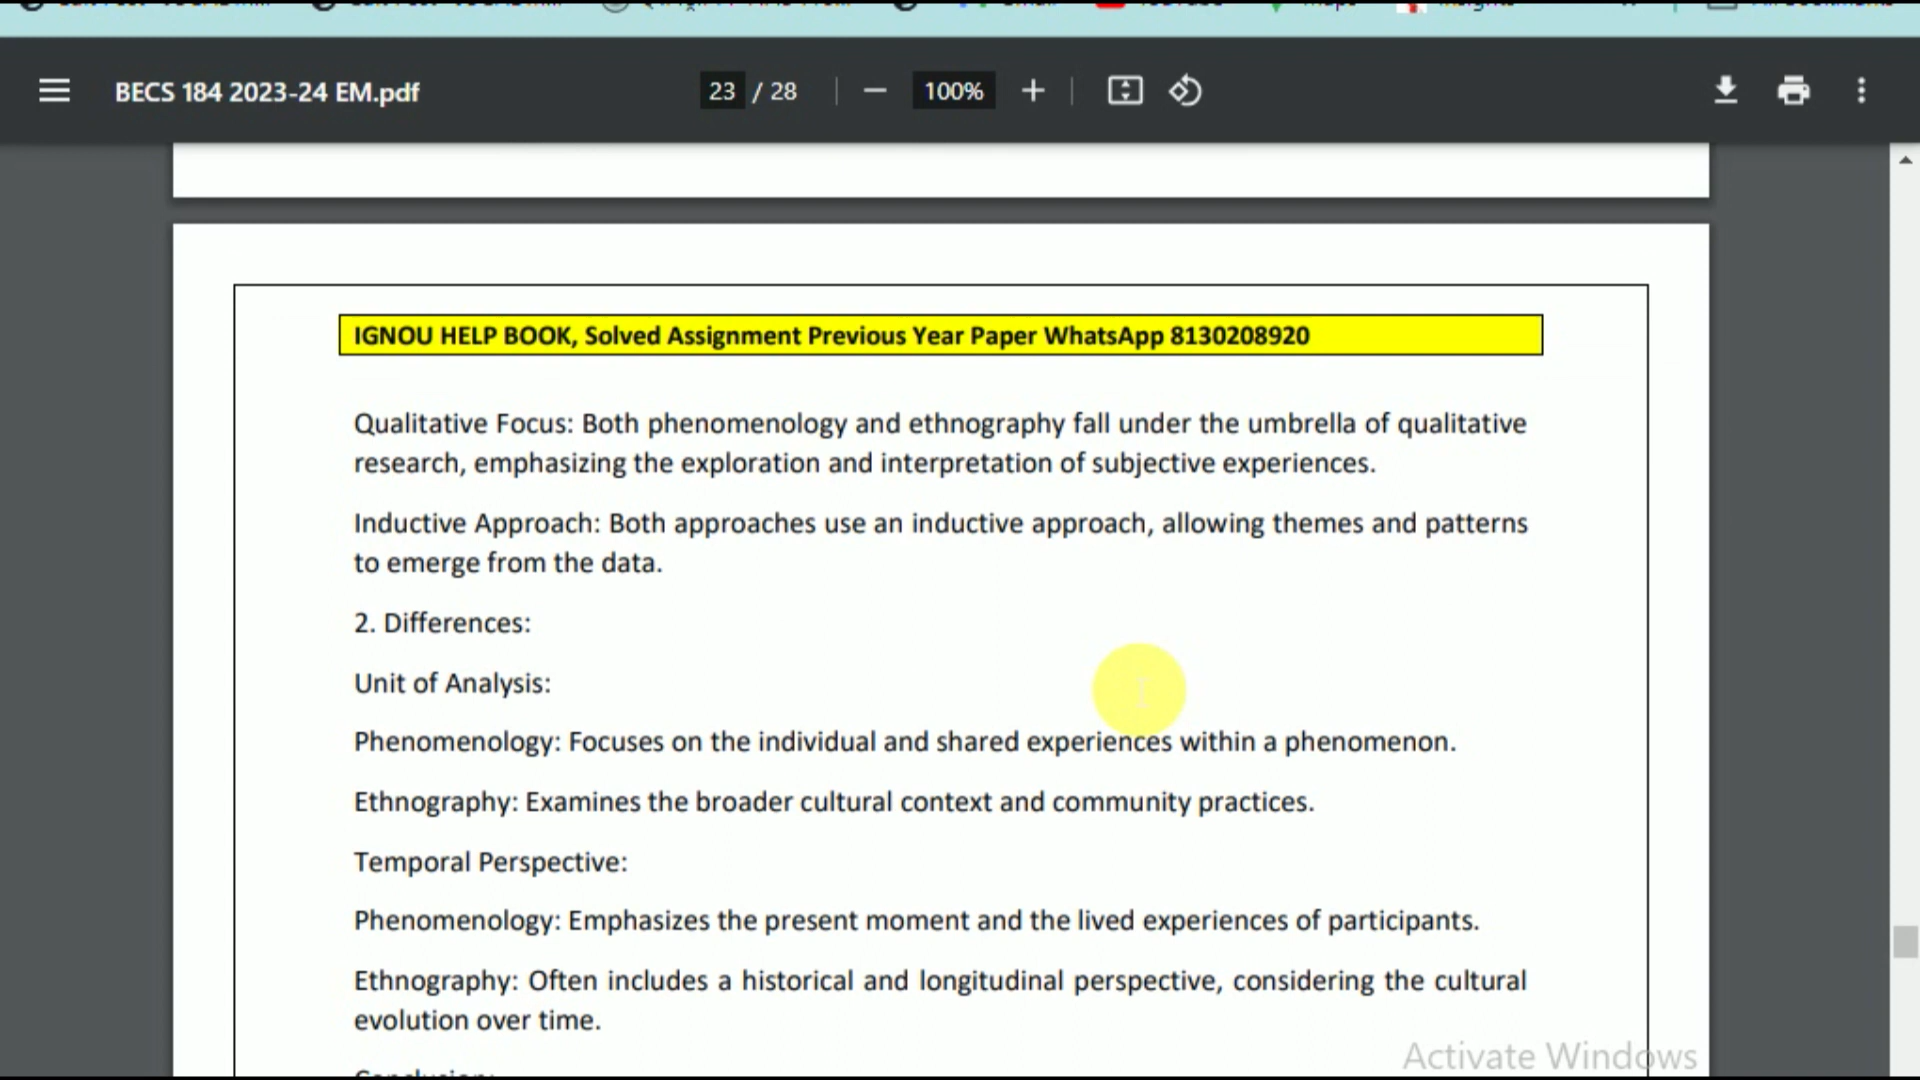 BECS 184 2023-24 EM.pdf
23 / 28
100%
IGNOU HELP BOOK, Solved Assignment Previous Year Paper WhatsApp 8130208920
Qualitative Focus: Both phenomenology and ethnography fall under the umbrella of qualitative
research, emphasizing the exploration and interpretation of subjective experiences.
Inductive Approach: Both approaches use an inductive approach, allowing themes and patterns
to emerge from the data.
2. Differences:
Unit of Analysis:
Phenomenology: Focuses on the individual and shared experiences within a phenomenon.
Ethnography: Examines the broader cultural context and community practices.
Temporal Perspective:
Phenomenology: Emphasizes the present moment and the lived experiences of participants.
Ethnography: Often includes a historical and longitudinal perspective, considering the cultural
evolution over time.
Activate Windows